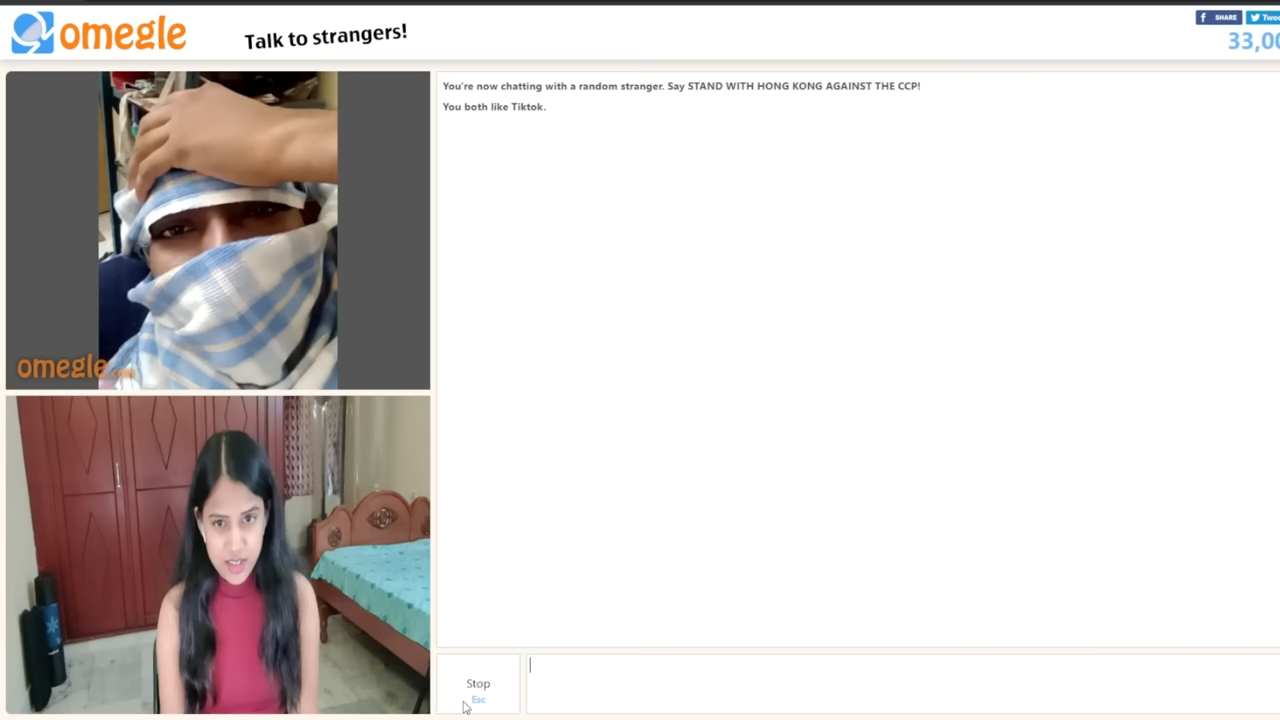 omegle
Talk to strangers!
SHARE
33,00
You're now chatting with a random stranger. Say STAND WITH HONG KONG AGAINST THE CCP!
You both like Tiktok.
omegle
Stop
Esc